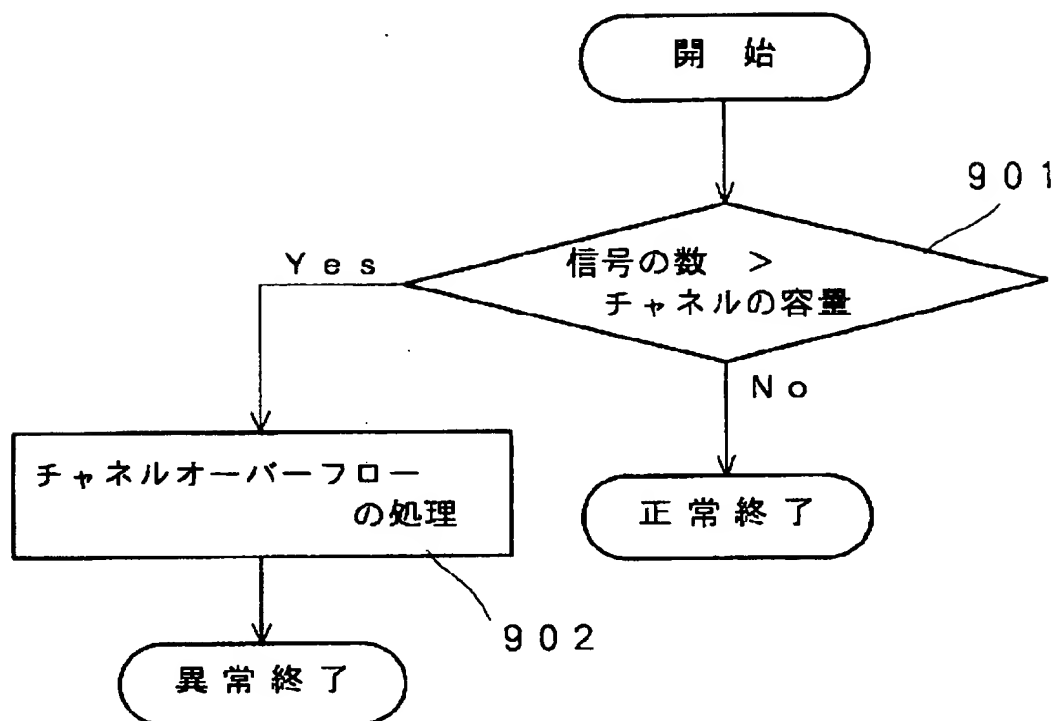 開始
901
信号の数 >
チャネルの容量
Yes
No
チャネルオーバーフロー
の処理
正常終了
902
異常終了